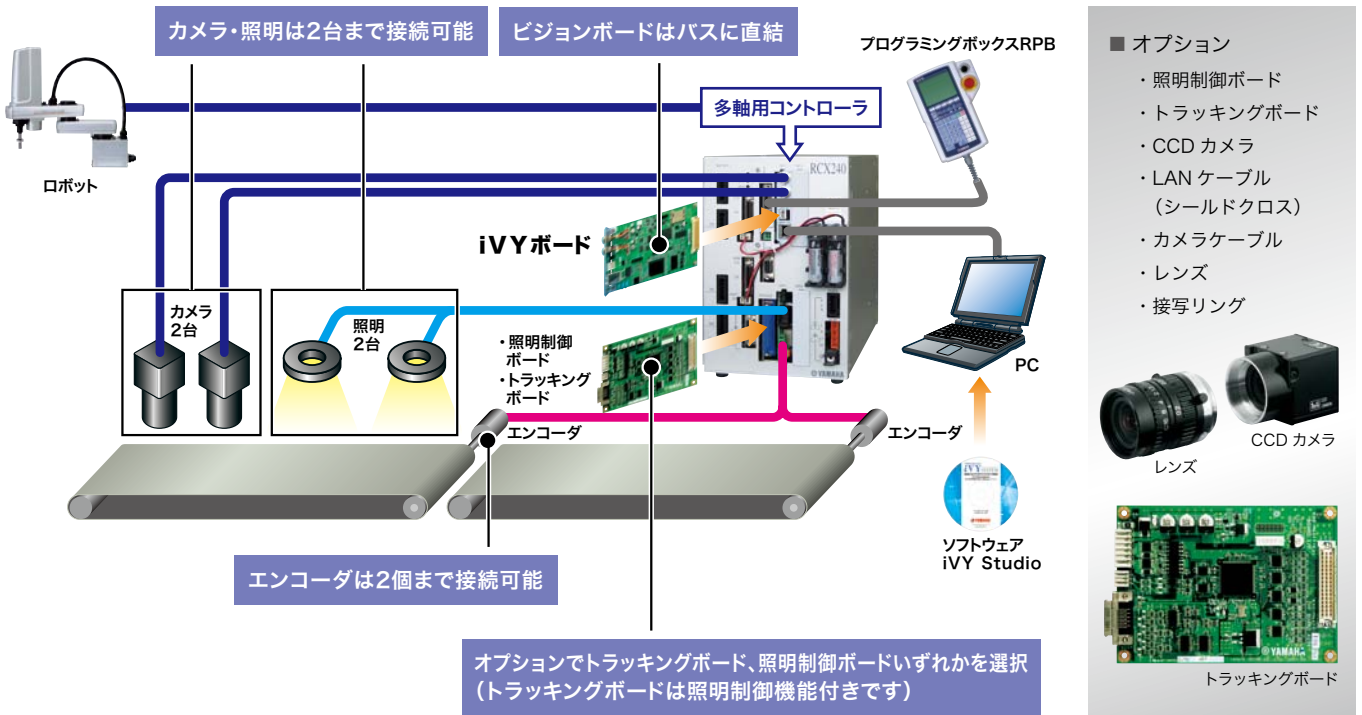 カメラ・照明は2台まで接続可能
ビジョンボードはバスに直結
プログラミングボックスRPB
多軸用コントローラ
RCX240
ロボット
iVYボード
カメラ
2台
照明
2台
・照明制御
ボード
・トラッキング
ボード
YAMAHA
PC
エンコーダ
エンコーダ
iVY
ソフトウェア
iVY Studio
エンコーダは2個まで接続可能
オプションでトラッキングボード、照明制御ボードいずれかを選択
（トラッキングボードは照明制御機能付きです）
■ オプション
・照明制御ボード
・トラッキングボード
・CCD カメラ
・LAN ケーブル
（シールドクロス）
・カメラケーブル
・レンズ
・接写リング
CCD カメラ
レンズ
YAMAHA
トラッキングボード